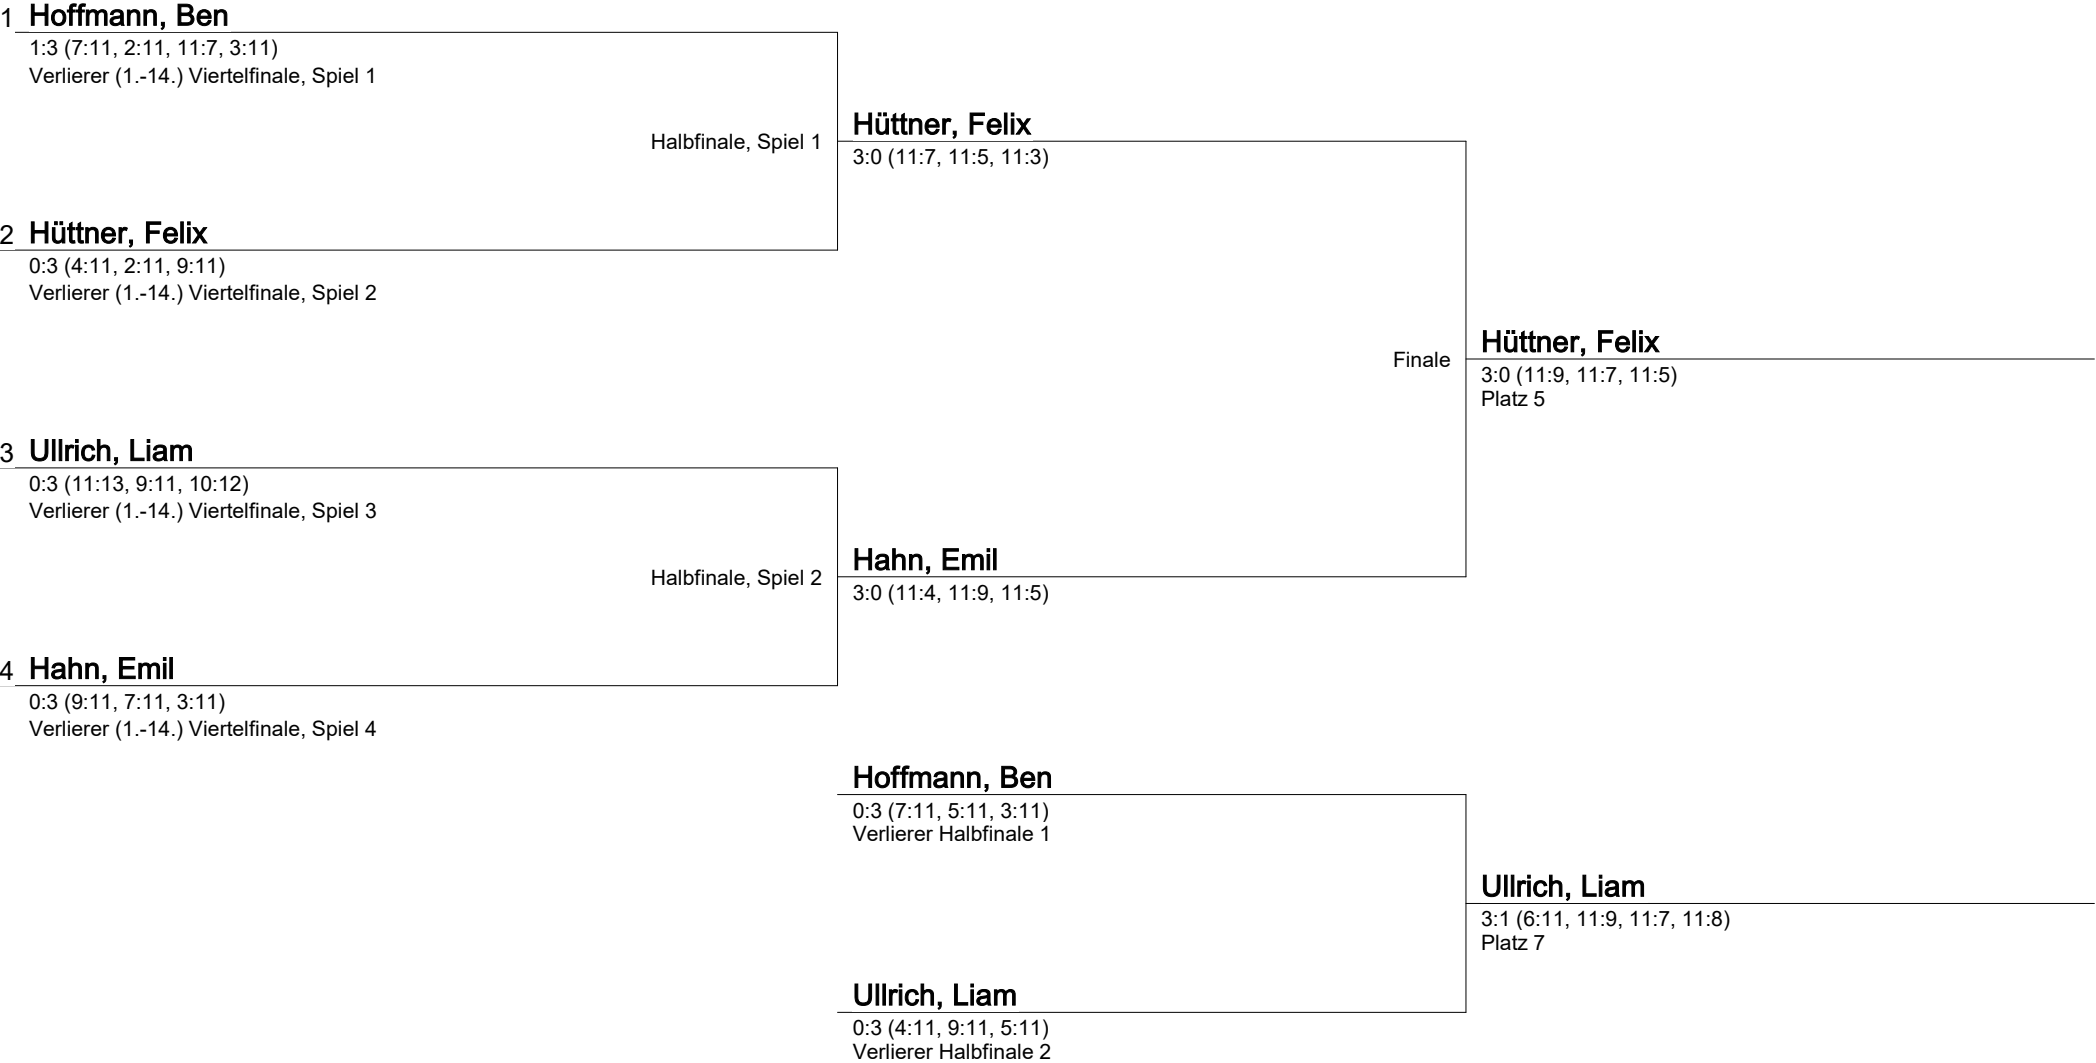 1 Hoffmann, Ben
1:3 (7:11, 2:11, 11:7, 3:11)
Verlierer (1.-14.) Viertelfinale, Spiel 1
Halbfinale, Spiel 1
Hüttner, Felix
3:0 (11:7, 11:5, 11:3)
2 Hüttner, Felix
0:3 (4:11, 2:11, 9:11)
Verlierer (1.-14.) Viertelfinale, Spiel 2
Finale
Hüttner, Felix
3:0 (11:9, 11:7, 11:5)
Platz 5
3 Ullrich, Liam
0:3 (11:13, 9:11, 10:12)
Verlierer (1.-14.) Viertelfinale, Spiel 3
Halbfinale, Spiel 2
Hahn, Emil
3:0 (11:4, 11:9, 11:5)
4 Hahn, Emil
0:3 (9:11, 7:11, 3:11)
Verlierer (1.-14.) Viertelfinale, Spiel 4
Hoffmann, Ben
0:3 (7:11, 5:11, 3:11)
Verlierer Halbfinale 1
Ullrich, Liam
3:1 (6:11, 11:9, 11:7, 11:8)
Platz 7
Ullrich, Liam
0:3 (4:11, 9:11, 5:11)
Verlierer Halbfinale 2